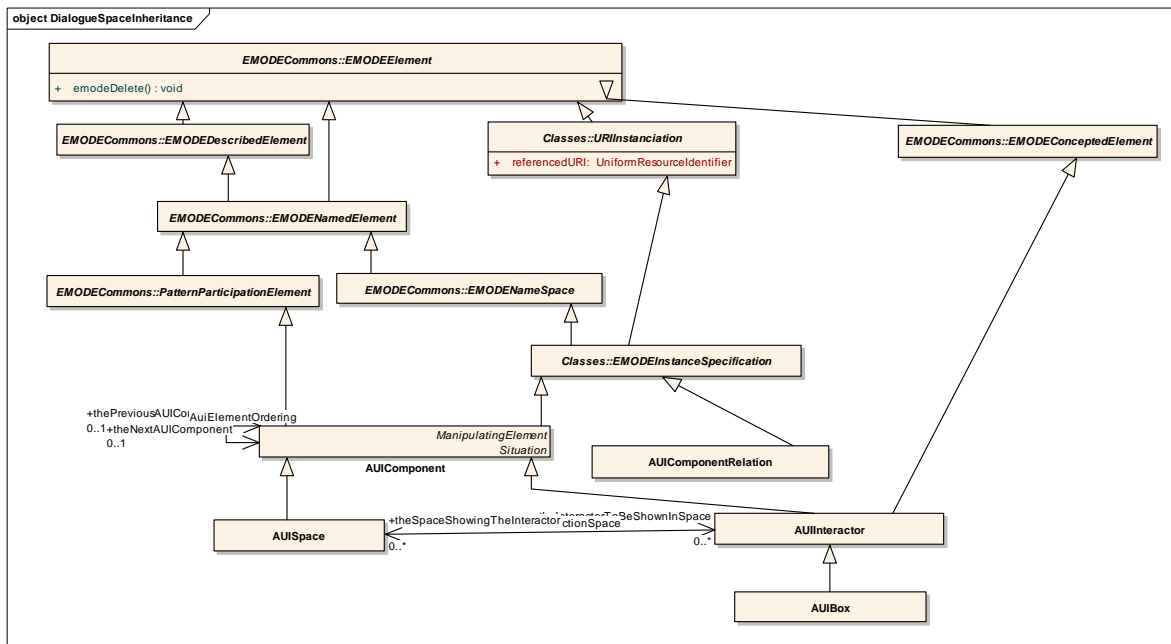 object DialogueSpaceInheritance
EMODECommons::EMODEElement
+ emodeDelete() : void
EMODECommons::EMODEDescribedElement
Classes::URIInstanciation
+ referencedURI: UniformResourceIdentifier
EMODECommons::EMODEConceptedElement
EMODECommons::EMODENamedElement
EMODECommons::PatternParticipationElement
EMODECommons::EMODENameSpace
Classes::EMODEInstanceSpecification
AuiElementOrdering
0..1
+theNextAUIComponent
0..1
ManipulatingElement
Situation
AUIComponent
AUIComponentRelation
+theSpaceShowingTheInteractor
0..*
0..*
AUISpace
AUIInteractor
AUIBox